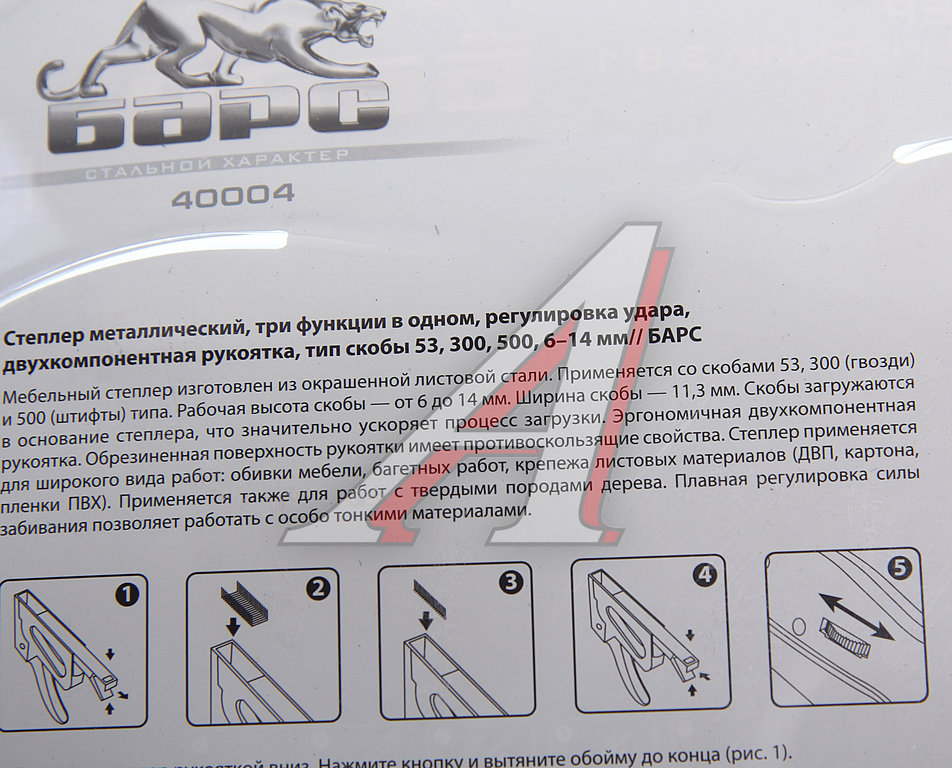 БАРС
СТАЛЬНОЙ ХАРАКТЕР
40004
Степлер металлический, три функции в одном, регулировка удара,
двухкомпонентная рукоятка, тип скобы 53, 300, 500, 6–14 мм// БАРС
Мебельный степлер изготовлен из окрашенной листовой стали. Применяется со скобами 53, 300 (гвозди)
и 500 (штифты) типа. Рабочая высота скобы — от 6 до 14 мм. Ширина скобы — 11,3 мм. Скобы загружаются
в основание степлера, что значительно ускоряет процесс загрузки. Эргономичная двухкомпонентная
рукоятка. Обрезиненная поверхность рукоятки имеет противоскользящие свойства. Степлер применяется
для широкого вида работ: обивки мебели, багетных работ, крепежа листовых материалов (ДВП, картона,
пленки ПВХ). Применяется также для работ с твердыми породами дерева. Плавная регулировка силы
забивания позволяет работать с особо тонкими материалами.
1 2 3 4 5
рукояткой вниз. Нажмите кнопку и вытяните обойму до конца (рис. 1).